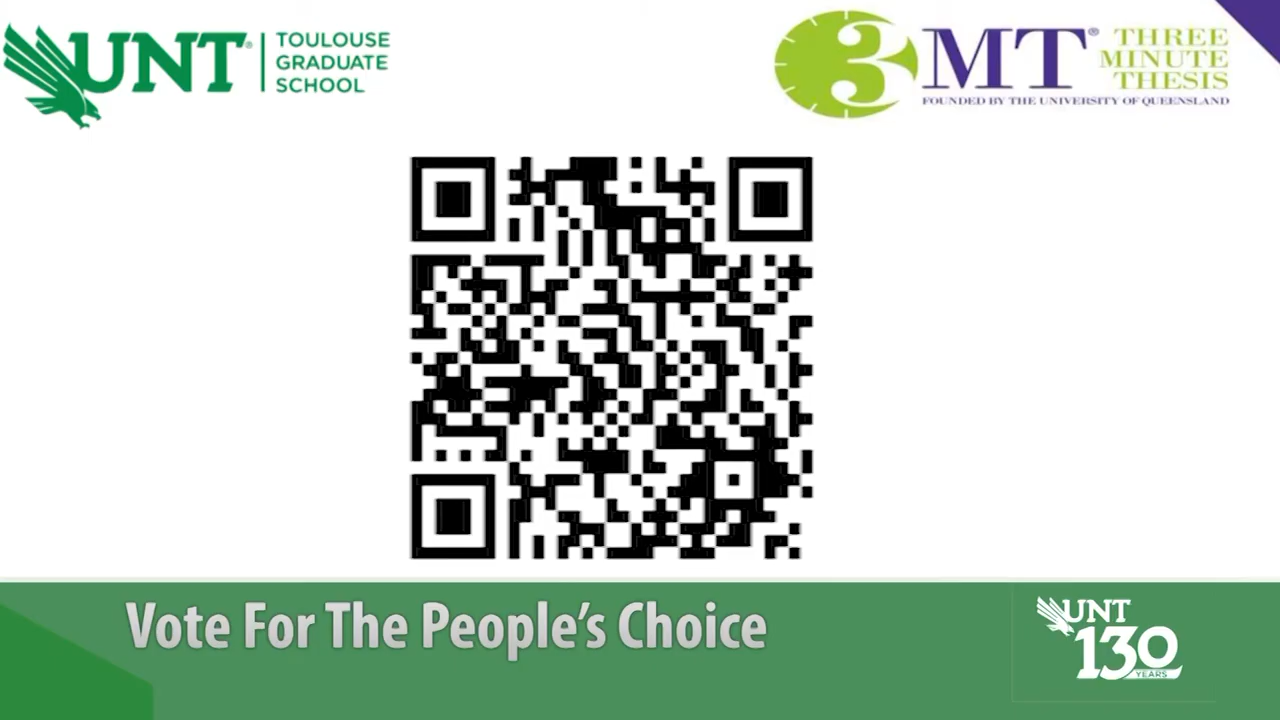 UNT® TOULOUSE
GRADUATE
SCHOOL
3MT® THREE
MINUTE
THESIS
FOUNDED BY THE UNIVERSITY OF QUEENSLAND
Vote For The People's Choice
UNT
130
YEARS